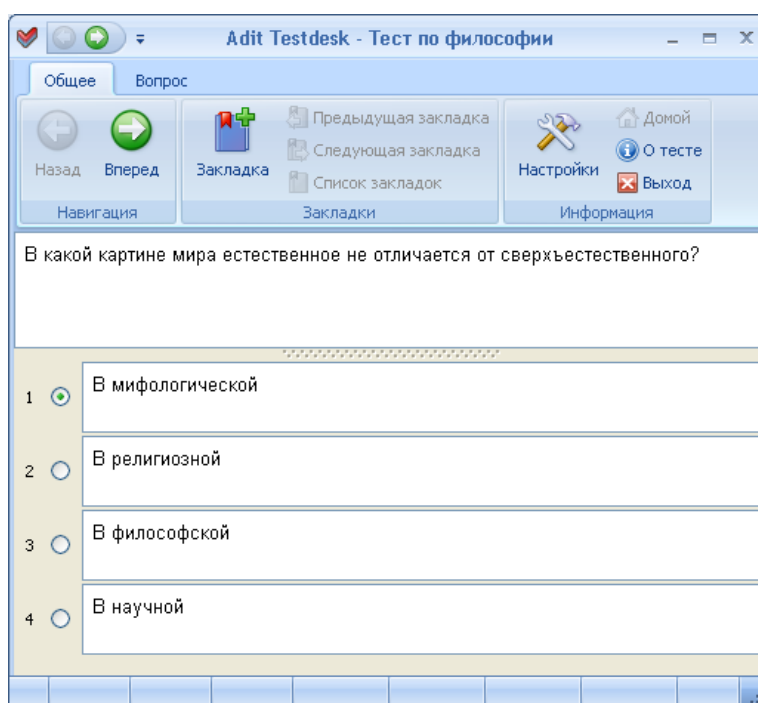 Adit Testdesk - Тест по философии
Общее Вопрос
Назад Вперед Закладка Предыдущая закладка Следующая закладка Список закладок Настройки Домой О тесте Выход
Навигация Закладки Информация
В какой картине мира естественное не отличается от сверхъестественного?
1 В мифологической
2 В религиозной
3 В философской
4 В научной